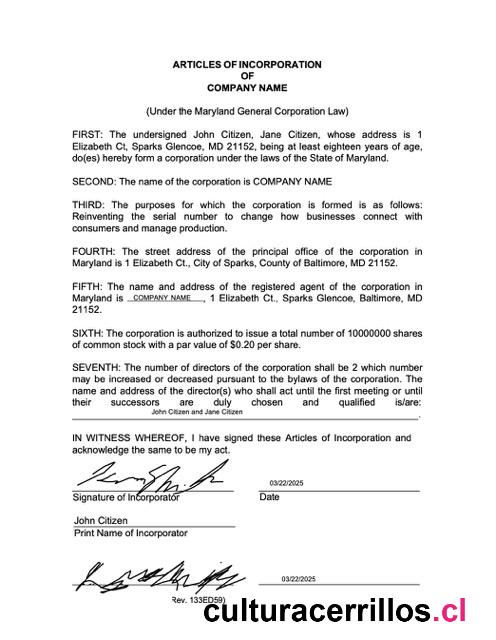 ARTICLES OF INCORPORATION
OF
COMPANY NAME
(Under the Maryland General Corporation Law)
FIRST: The undersigned John Citizen, Jane Citizen, whose address is 1
Elizabeth Ct, Sparks Glencoe, MD 21152, being at least eighteen years of age,
do(es) hereby form a corporation under the laws of the State of Maryland.
SECOND: The name of the corporation is COMPANY NAME
THIRD: The purposes for which the corporation is formed is as follows:
Reinventing the serial number to change how businesses connect with
consumers and manage production.
FOURTH: The street address of the principal office of the corporation in
Maryland is 1 Elizabeth Ct., City of Sparks, County of Baltimore, MD 21152.
FIFTH: The name and address of the registered agent of the corporation in
Maryland is COMPANY NAME, 1 Elizabeth Ct., Sparks Glencoe, Baltimore, MD
21152.
SIXTH: The corporation is authorized to issue a total number of 10000000 shares
of common stock with a par value of $0.20 per share.
SEVENTH: The number of directors of the corporation shall be 2 which number
may be increased or decreased pursuant to the bylaws of the corporation. The
name and address of the director(s) who shall act until the first meeting or until
their successors are duly chosen and qualified is/are:
John Citizen and Jane Citizen.
IN WITNESS WHEREOF, I have signed these Articles of Incorporation and
acknowledge the same to be my act.
03/22/2025
Signature of Incorporator Date
John Citizen
Print Name of Incorporator
03/22/2025
Rev. 133ED59)
culturacerrillos.cl